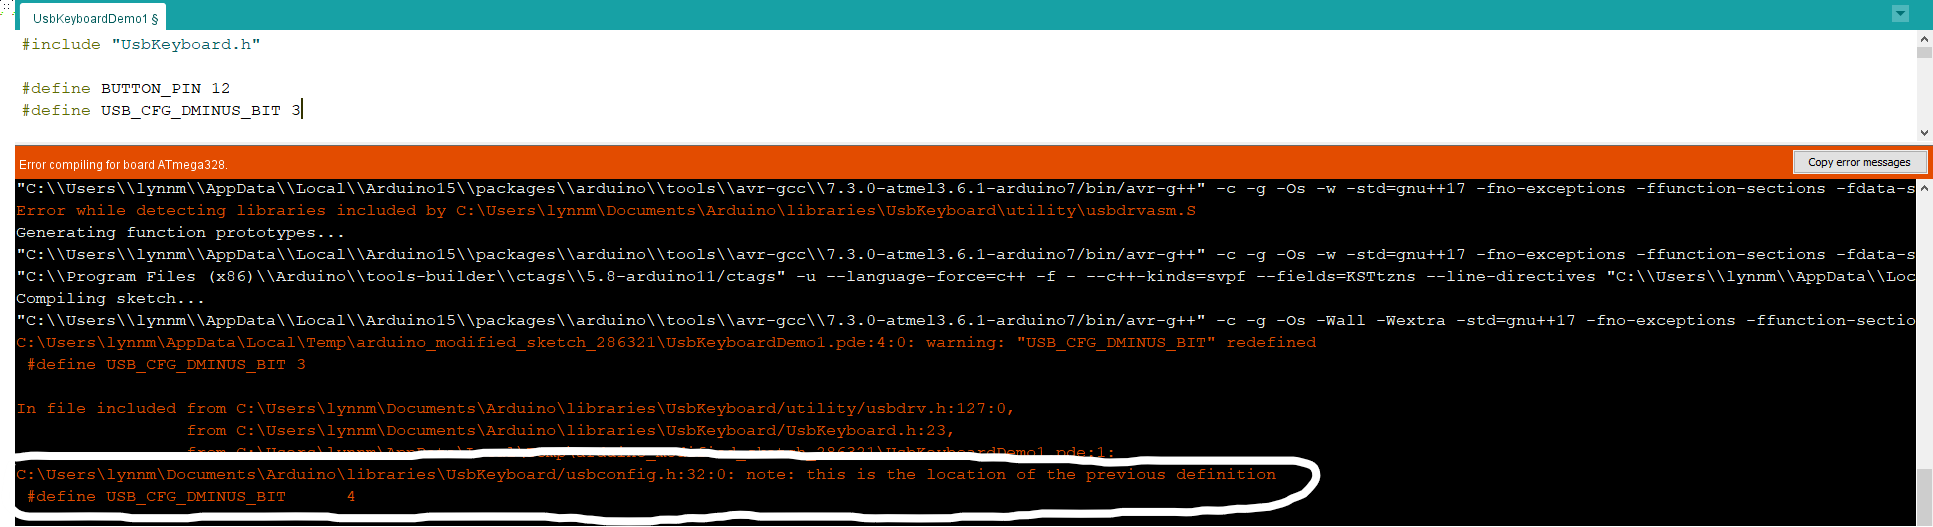 UsbKeyboardDemo1 §
#include "UsbKeyboard.h"
#define BUTTON_PIN 12
#define USB_CFG_DMINUS_BIT 3
Error compiling for board ATmega328.
Copy error messages
"C:\\Users\\lynnm\\AppData\\Local\\Arduino15\\packages\\arduino\\tools\\avr-gcc\\7.3.0-atmel3.6.1-arduino7/bin/avr-g++" -c -g -Os -w -std=gnu++17 -fno-exceptions -ffunction-sections -fdata-s
Error while detecting libraries included by C:\Users\lynnm\Documents\Arduino\libraries\UsbKeyboard\utility\usbdrvasm.S
Generating function prototypes...
"C:\\Users\\lynnm\\AppData\\Local\\Arduino15\\packages\\arduino\\tools\\avr-gcc\\7.3.0-atmel3.6.1-arduino7/bin/avr-g++" -c -g -Os -w -std=gnu++17 -fno-exceptions -ffunction-sections -fdata-s
"C:\\Program Files (x86)\\Arduino\\tools-builder\\ctags\\5.8-arduino11/ctags" -u --language-force=c++ -f - --c++-kinds=svpf --fields=KSTtzns --line-directives "C:\\Users\\lynnm\\AppData\\Loc
Compiling sketch...
"C:\\Users\\lynnm\\AppData\\Local\\Arduino15\\packages\\arduino\\tools\\avr-gcc\\7.3.0-atmel3.6.1-arduino7/bin/avr-g++" -c -g -Os -Wall -Wextra -std=gnu++17 -fno-exceptions -ffunction-sectio
C:\Users\lynnm\AppData\Local\Temp\arduino_modified_sketch_286321\UsbKeyboardDemo1.pde:4:0: warning: "USB_CFG_DMINUS_BIT" redefined
#define USB_CFG_DMINUS_BIT 3
In file included from C:\Users\lynnm\Documents\Arduino\libraries\UsbKeyboard/utility/usbdrv.h:127:0,
from C:\Users\lynnm\Documents\Arduino\libraries\UsbKeyboard/UsbKeyboard.h:23,
from C:\Users\lynnm\AppData\Local\Temp\arduino_modified_sketch_286321\UsbKeyboardDemo1.pde:1:
C:\Users\lynnm\Documents\Arduino\libraries\UsbKeyboard/usbconfig.h:32:0: note: this is the location of the previous definition
#define USB_CFG_DMINUS_BIT      4